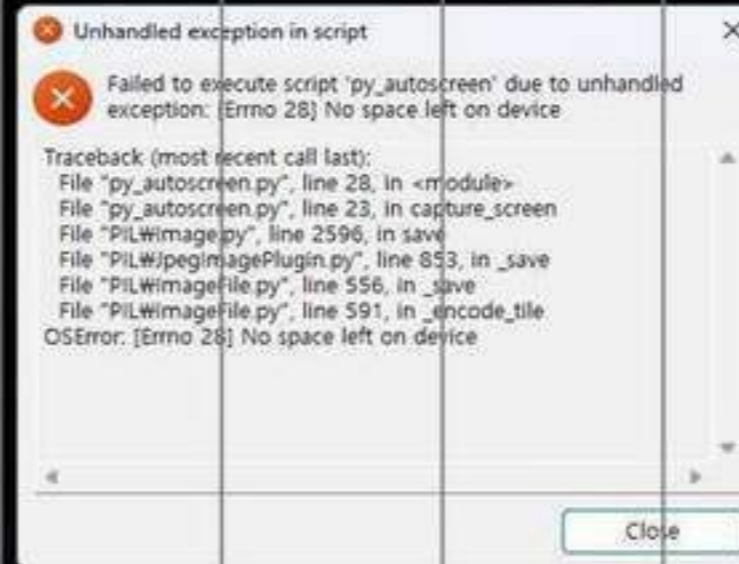 Unhandled exception in script
Failed to execute script 'py_autoscreen' due to unhandled
exception: [Errno 28] No space left on device
Traceback (most recent call last):
File "py_autoscreen.py", line 28, in <module>
File "py_autoscreen.py", line 23, in capture_screen
File "PIL₩Image.py", line 2596, in save
File "PIL₩JpegImagePlugin.py", line 853, in _save
File "PIL₩ImageFile.py", line 556, in _save
File "PIL₩ImageFile.py", line 591, in _encode_tile
OSError: [Errno 28] No space left on device
Close